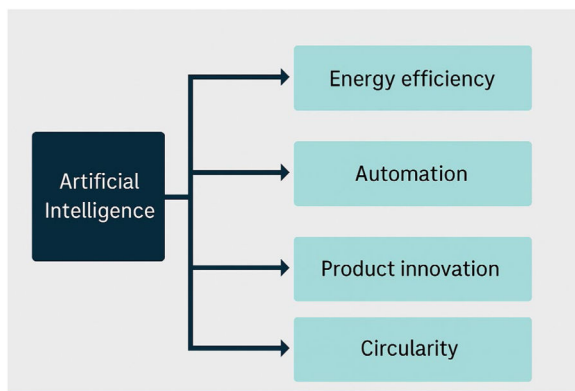 Artificial
Intelligence
Energy efficiency
Automation
Product innovation
Circularity